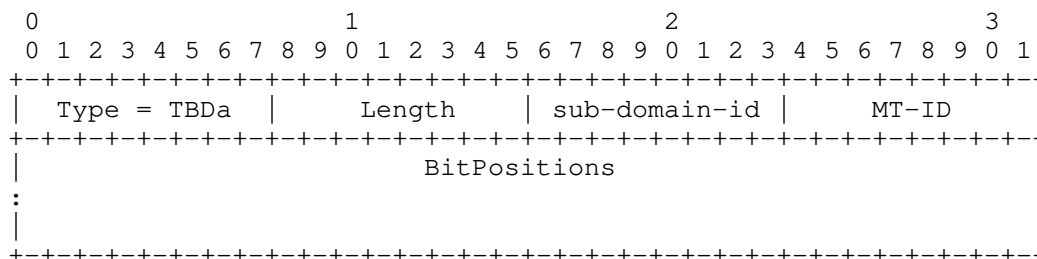 0                   1                   2                   3
 0 1 2 3 4 5 6 7 8 9 0 1 2 3 4 5 6 7 8 9 0 1 2 3 4 5 6 7 8 9 0 1
+-+-+-+-+-+-+-+-+-+-+-+-+-+-+-+-+-+-+-+-+-+-+-+-+-+-+-+-+-+-+-+-
|  Type = TBDa  |     Length    | sub-domain-id |     MT-ID
+-+-+-+-+-+-+-+-+-+-+-+-+-+-+-+-+-+-+-+-+-+-+-+-+-+-+-+-+-+-+-+-
|                         BitPositions
:
|
+-+-+-+-+-+-+-+-+-+-+-+-+-+-+-+-+-+-+-+-+-+-+-+-+-+-+-+-+-+-+-+-